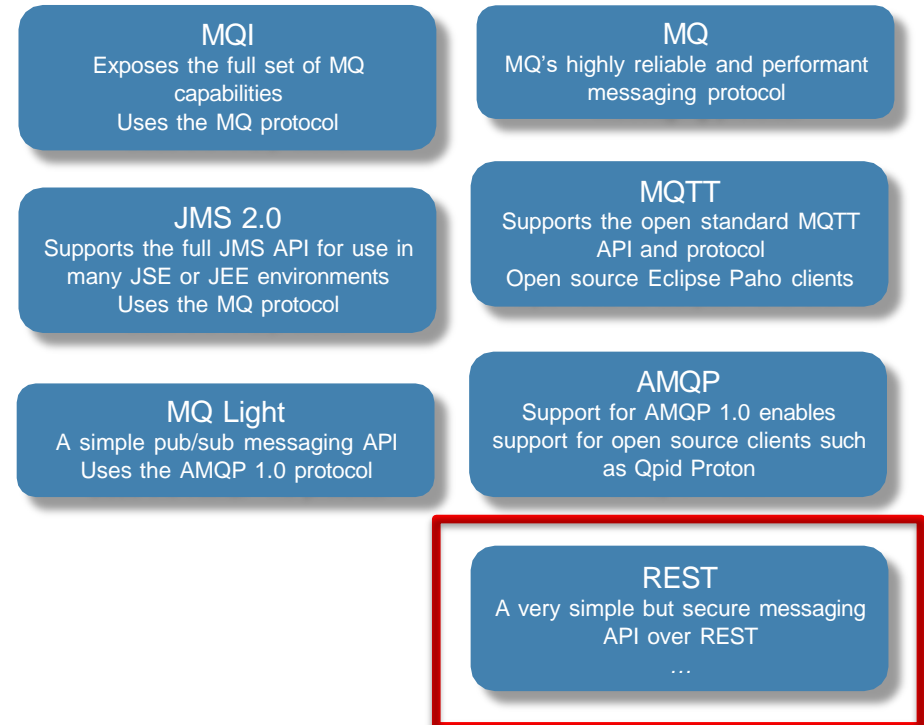 MQI
Exposes the full set of MQ
capabilities
Uses the MQ protocol
JMS 2.0
Supports the full JMS API for use in
many JSE or JEE environments
Uses the MQ protocol
MQ Light
A simple pub/sub messaging API
Uses the AMQP 1.0 protocol
MQ
MQ's highly reliable and performant
messaging protocol
MQTT
Supports the open standard MQTT
API and protocol
Open source Eclipse Paho clients
AMQP
Support for AMQP 1.0 enables
support for open source clients such
as Qpid Proton
REST
A very simple but secure messaging
API over REST
…